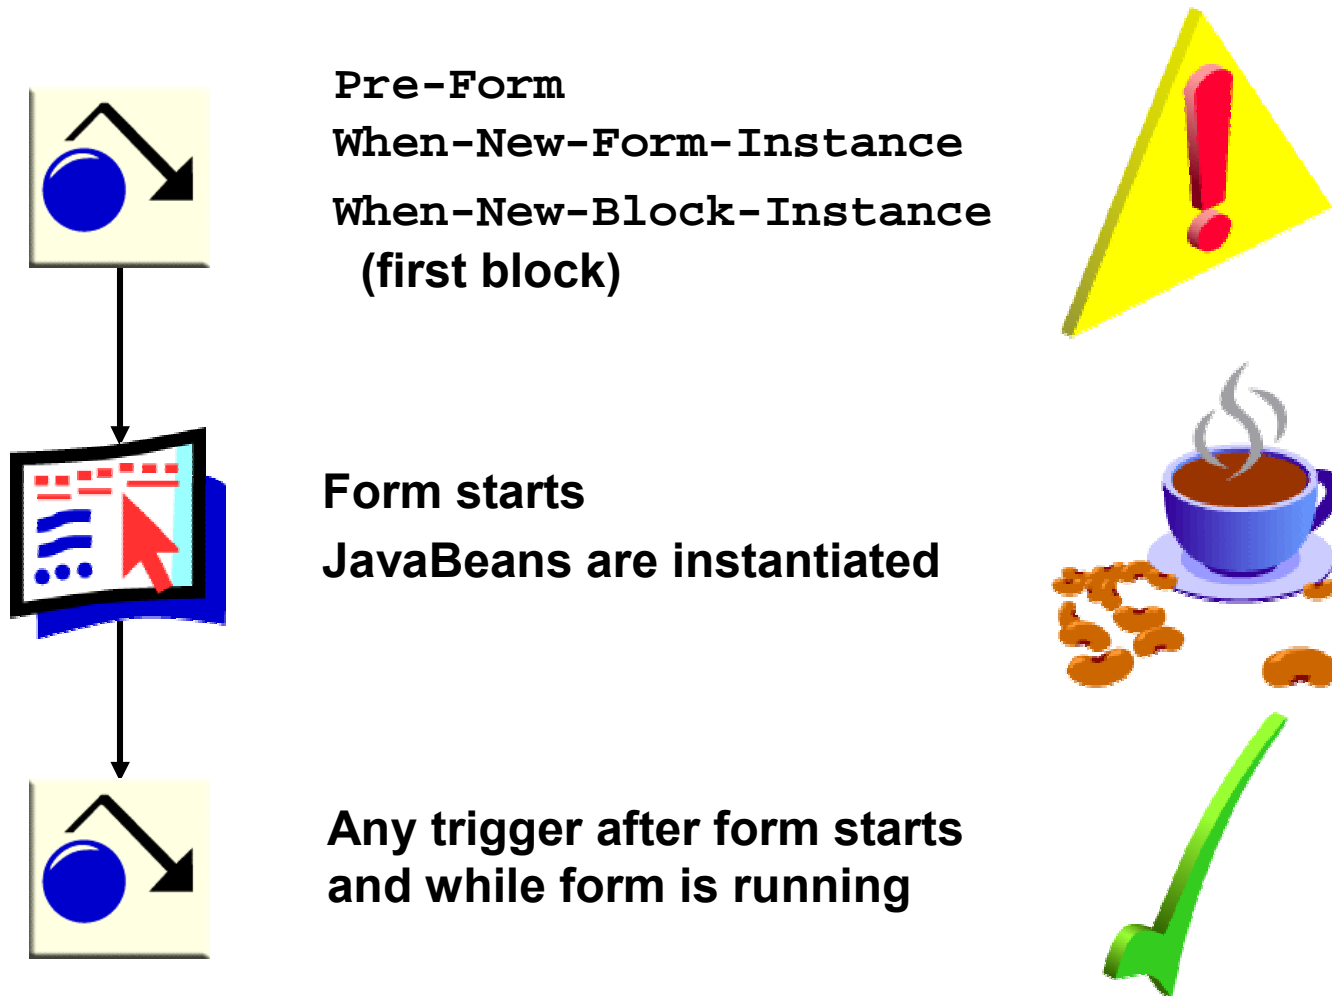 Pre-Form
When-New-Form-Instance
When-New-Block-Instance
(first block)
Form starts
JavaBeans are instantiated
Any trigger after form starts
and while form is running